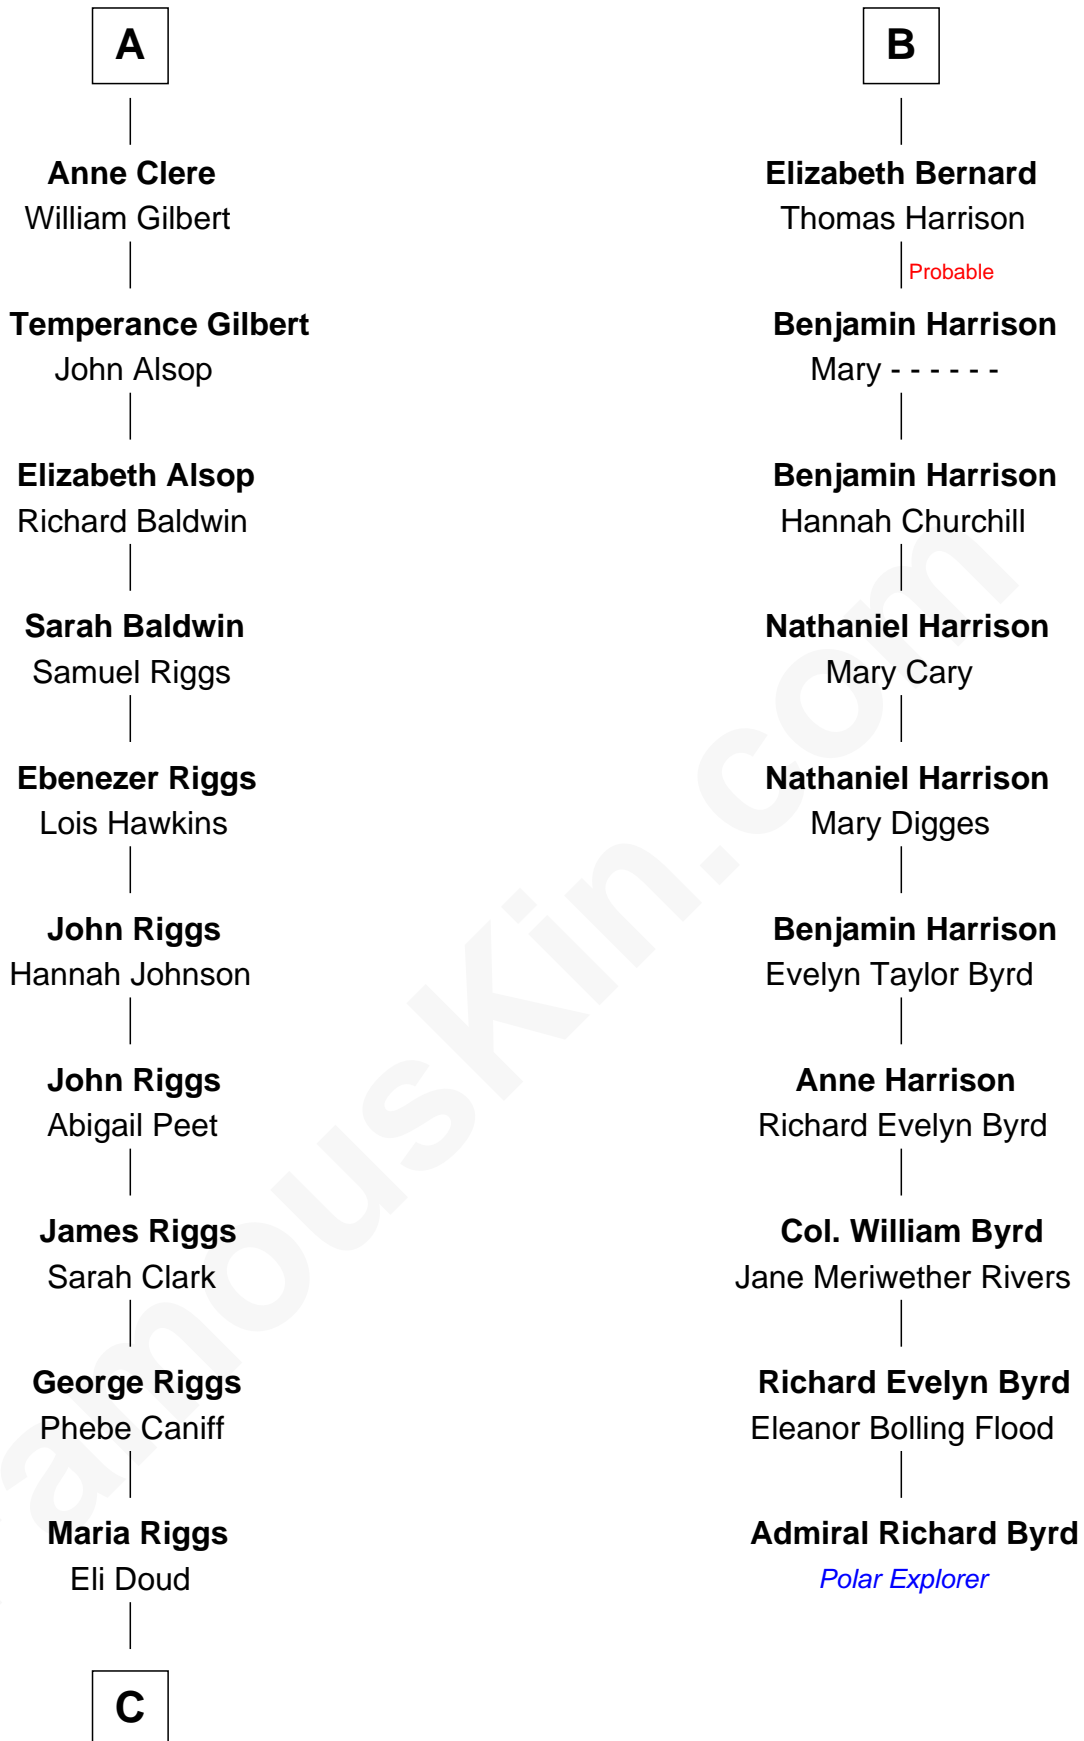 A
Anne Clere
William Gilbert
Temperance Gilbert
John Alsop
Elizabeth Alsop
Richard Baldwin
Sarah Baldwin
Samuel Riggs
Ebenezer Riggs
Lois Hawkins
John Riggs
Hannah Johnson
John Riggs
Abigail Peet
James Riggs
Sarah Clark
George Riggs
Phebe Caniff
Maria Riggs
Eli Doud
C
B
Elizabeth Bernard
Thomas Harrison
Probable
Benjamin Harrison
Mary - - - - - -
Benjamin Harrison
Hannah Churchill
Nathaniel Harrison
Mary Cary
Nathaniel Harrison
Mary Digges
Benjamin Harrison
Evelyn Taylor Byrd
Anne Harrison
Richard Evelyn Byrd
Col. William Byrd
Jane Meriwether Rivers
Richard Evelyn Byrd
Eleanor Bolling Flood
Admiral Richard Byrd
Polar Explorer
amouskin.com